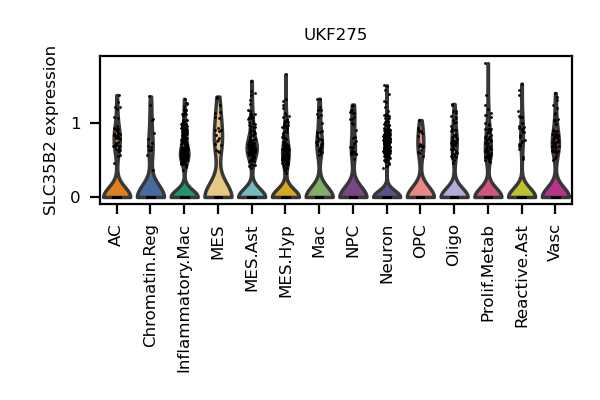 UKF275
SLC35B2 expression
1
0
AC
Chromatin.Reg
Inflammatory.Mac
MES
MES.Ast
MES.Hyp
Mac
NPC
Neuron
OPC
Oligo
Prolif.Metab
Reactive.Ast
Vasc